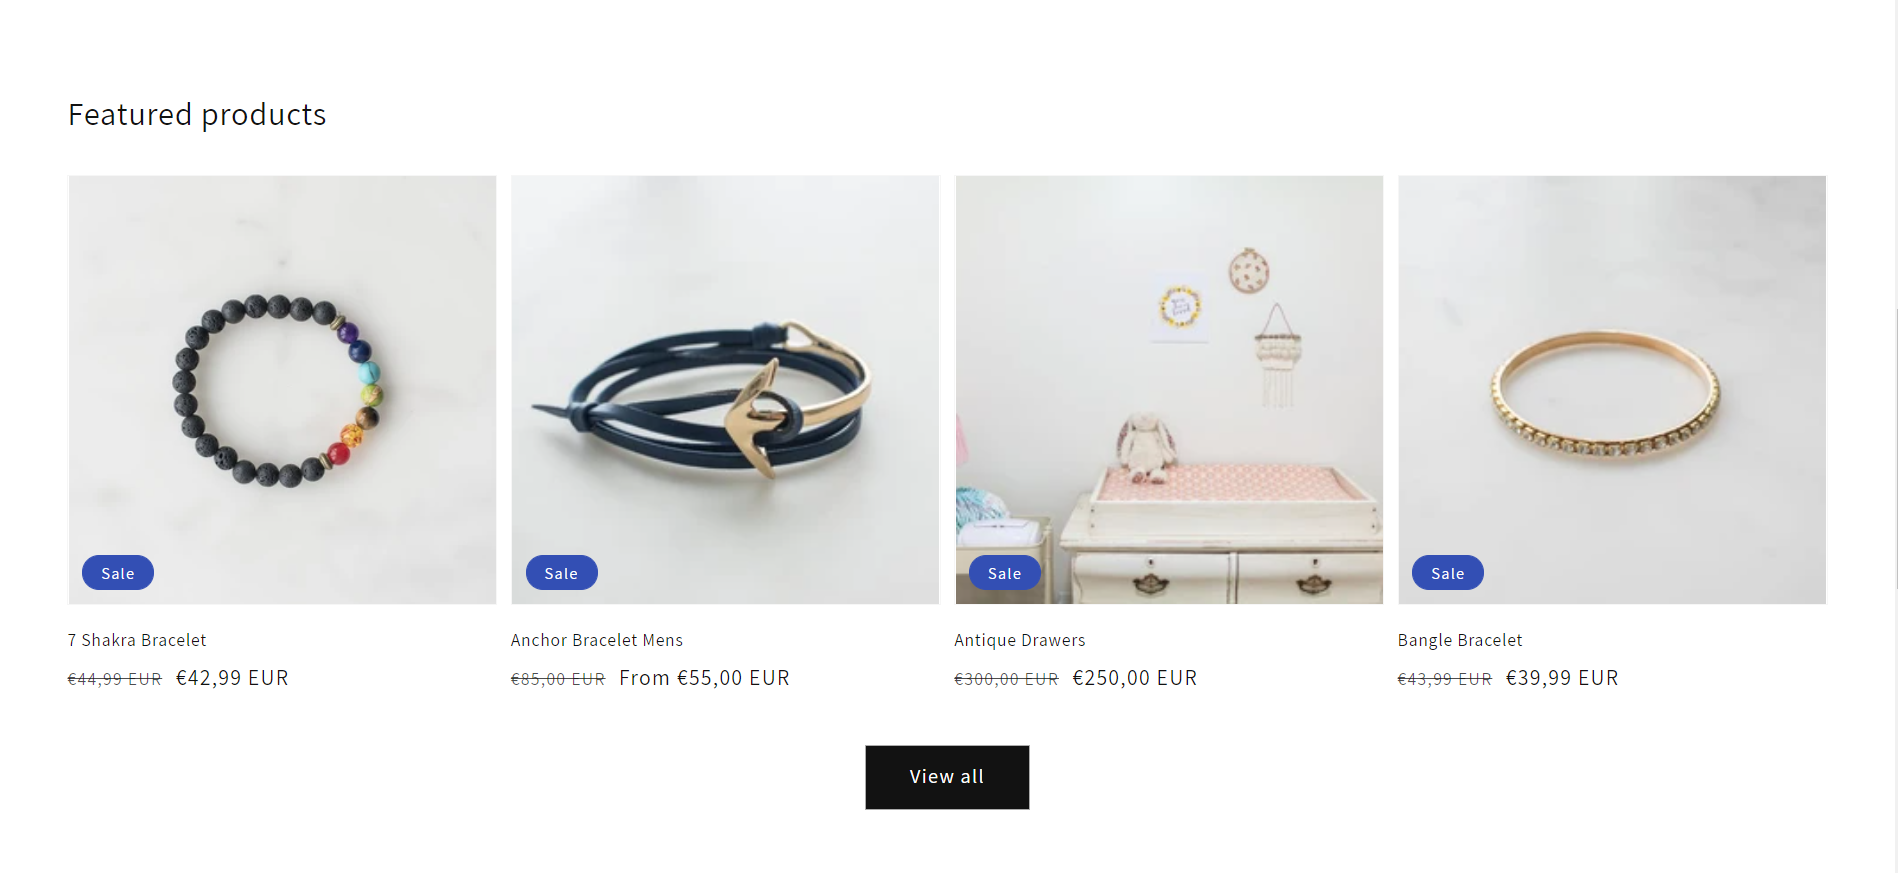 Featured products
Sale
Sale
Sale
Sale
7 Shakra Bracelet
€44,99 EUR €42,99 EUR
Anchor Bracelet Mens
€85,00 EUR From €55,00 EUR
Antique Drawers
€300,00 EUR €250,00 EUR
Bangle Bracelet
€43,99 EUR €39,99 EUR
View all